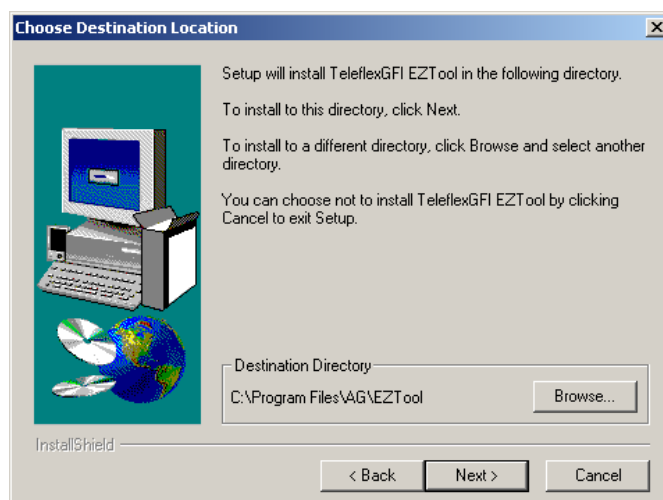 Choose Destination Location
Setup will install TeleflexGFI EZTool in the following directory.
To install to this directory, click Next.
To install to a different directory, click Browse and select another
directory.
You can choose not to install TeleflexGFI EZTool by clicking
Cancel to exit Setup.
Destination Directory
C:\Program Files\AG\EZTool
Browse...
InstallShield
< Back
Next >
Cancel